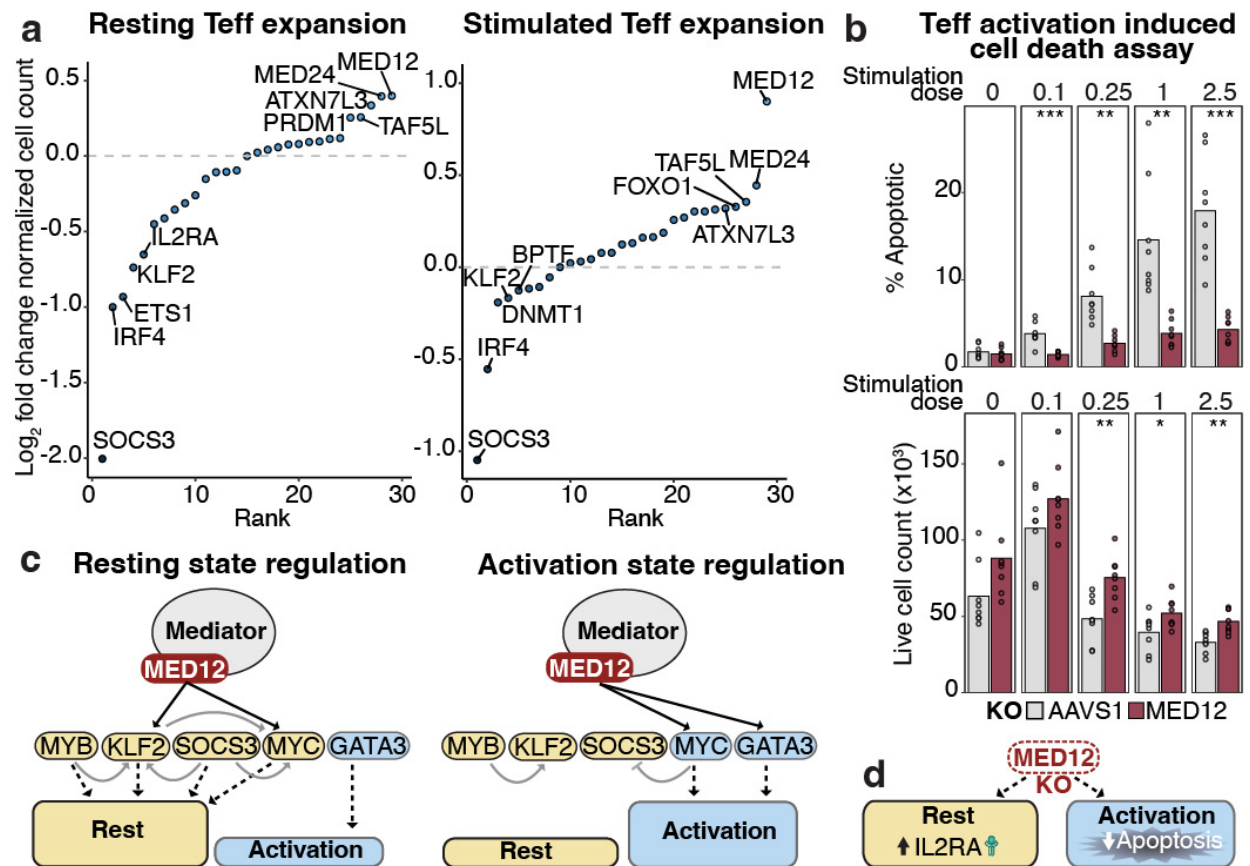 a
Resting Teff expansion
Log2 fold change normalized cell count
0.5
0.0
-0.5
-1.0
-1.5
-2.0
MED12
MED24
ATXN7L3
PRDM1
TAF5L
IL2RA
KLF2
ETS1
IRF4
SOCS3
0
10
20
30
Rank
Stimulated Teff expansion
1.0
0.5
0.0
-0.5
-1.0
MED12
TAF5L
MED24
FOXO1
ATXN7L3
BPTF
KLF2
DNMT1
IRF4
SOCS3
0
10
20
30
Rank
b
Teff activation induced
cell death assay
Stimulation
dose
0
0.1
0.25
1
2.5
***
**
**
***
% Apoptotic
20
10
0
Stimulation
dose
0
0.1
0.25
1
2.5
**
*
**
Live cell count (x10³)
150
100
50
0
KO AAVS1 MED12
c
Resting state regulation
Mediator
MED12
MYB KLF2 SOCS3 MYC GATA3
Rest
Activation
Activation state regulation
Mediator
MED12
MYB KLF2 SOCS3 MYC GATA3
Rest
Activation
d
MED12
KO
Rest
IL2RA
Activation
Apoptosis